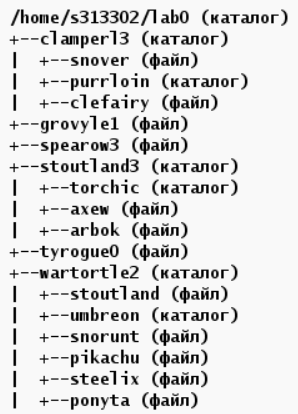 /home/s313302/lab0 (каталог)
+--clamperl3 (каталог)
|  +--snover (файл)
|  +--purrloin (каталог)
|  +--clefairy (файл)
+--grovyle1 (файл)
+--spearow3 (файл)
+--stoutland3 (каталог)
|  +--torchic (каталог)
|  +--axew (файл)
|  +--arbok (файл)
+--tyrogue0 (файл)
+--wartortle2 (каталог)
|  +--stoutland (файл)
|  +--umbreon (каталог)
|  +--snorunt (файл)
|  +--pikachu (файл)
|  +--steelix (файл)
|  +--ponyta (файл)